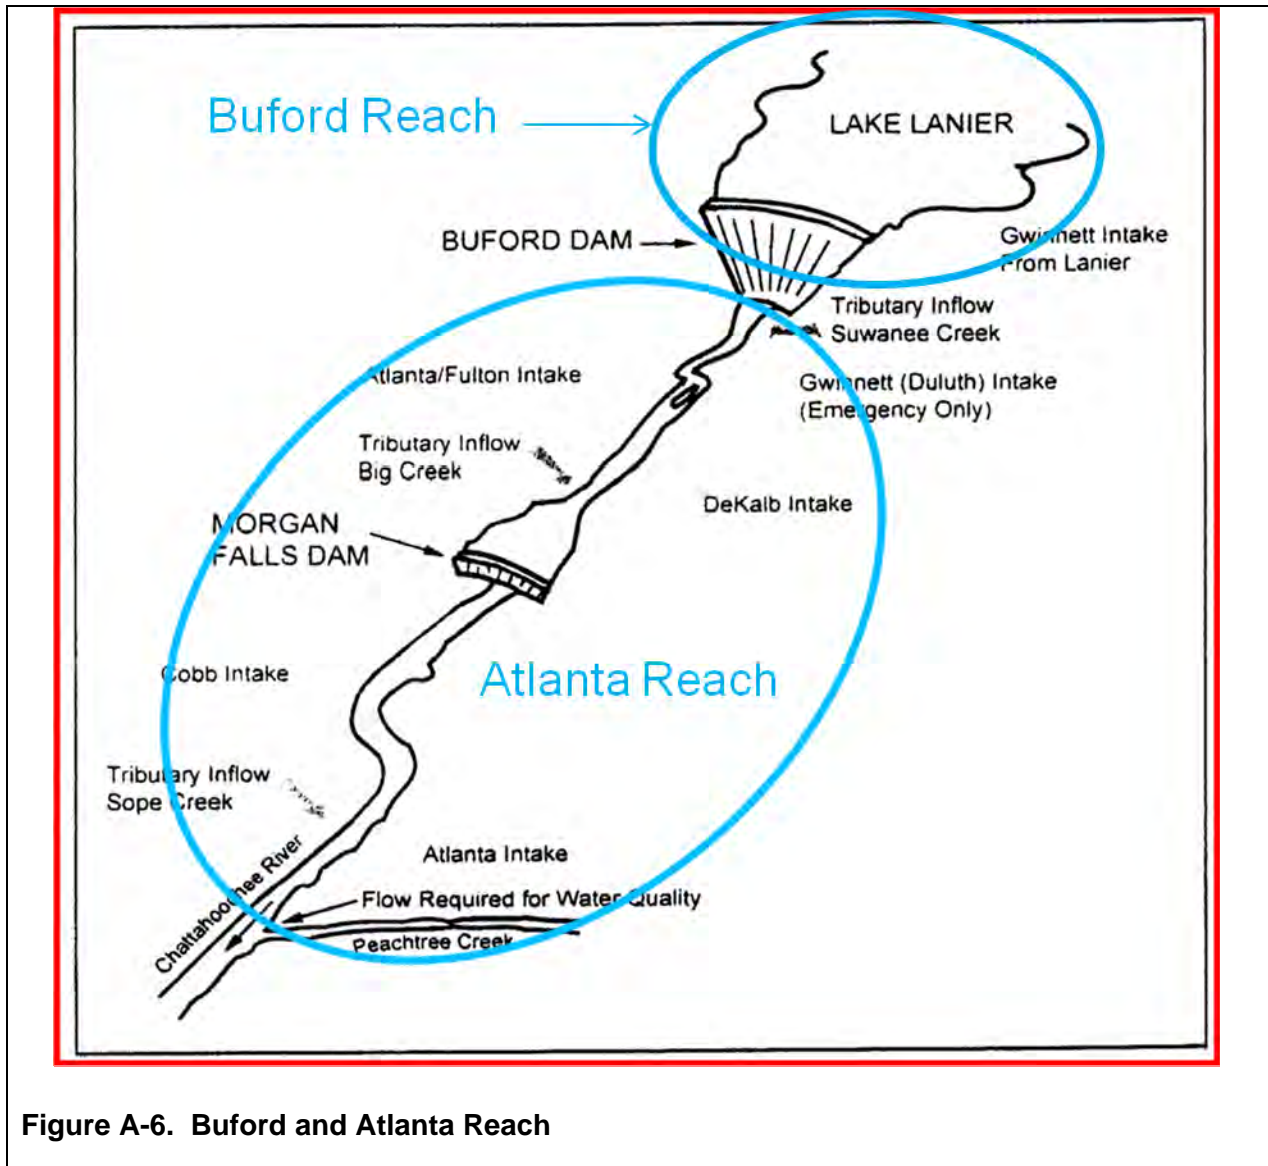 Buford Reach
LAKE LANIER
BUFORD DAM
Gwinnett Intake
From Lanier
Tributary Inflow
Suwanee Creek
Atlanta/Fulton Intake
Gwinnett (Duluth) Intake
(Emergency Only)
Tributary Inflow
Big Creek
DeKalb Intake
MORGAN
FALLS DAM
Cobb Intake
Atlanta Reach
Tributary Inflow
Sope Creek
Atlanta Intake
Chattahoochee River
Flow Required for Water Quality
Peachtree Creek
Figure A-6. Buford and Atlanta Reach